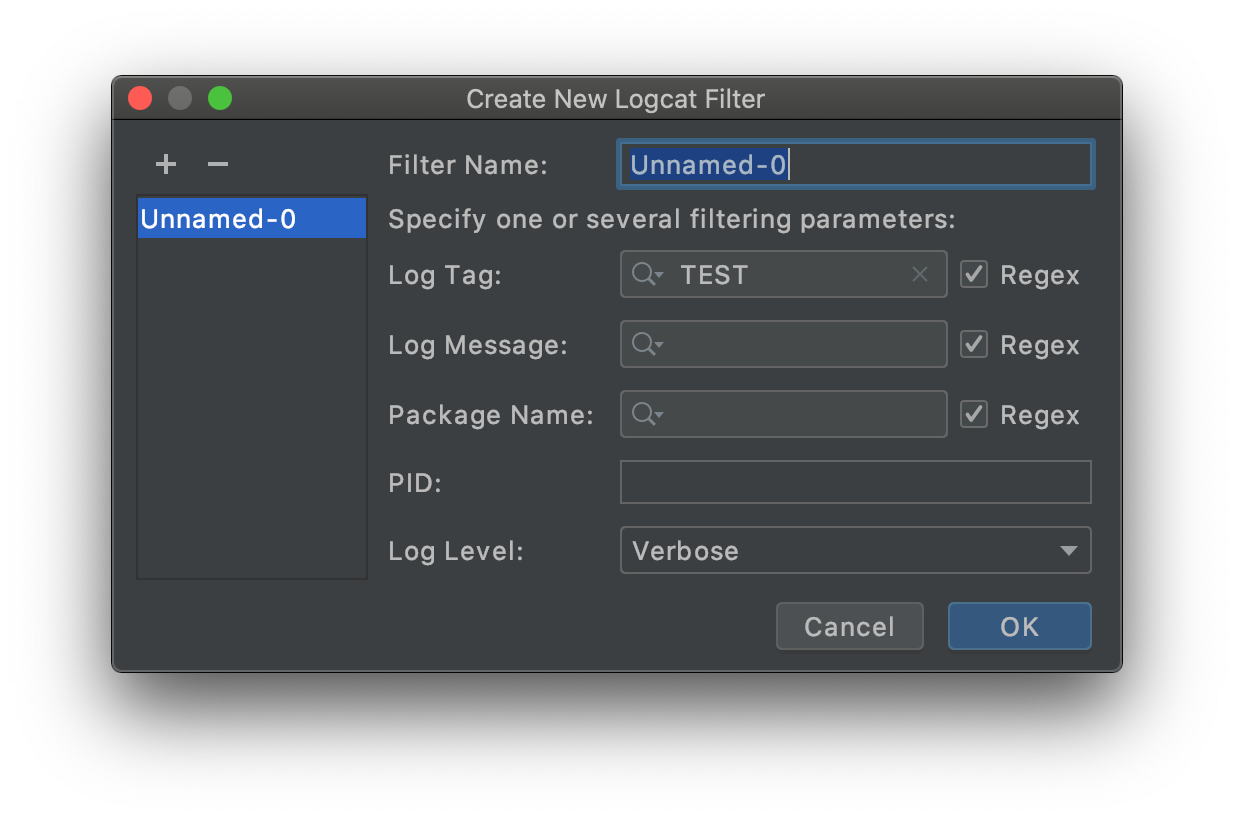 Create New Logcat Filter
+ −
Unnamed-0
Filter Name: Unnamed-0
Specify one or several filtering parameters:
Log Tag: TEST × Regex
Log Message: Regex
Package Name: Regex
PID:
Log Level: Verbose
Cancel OK